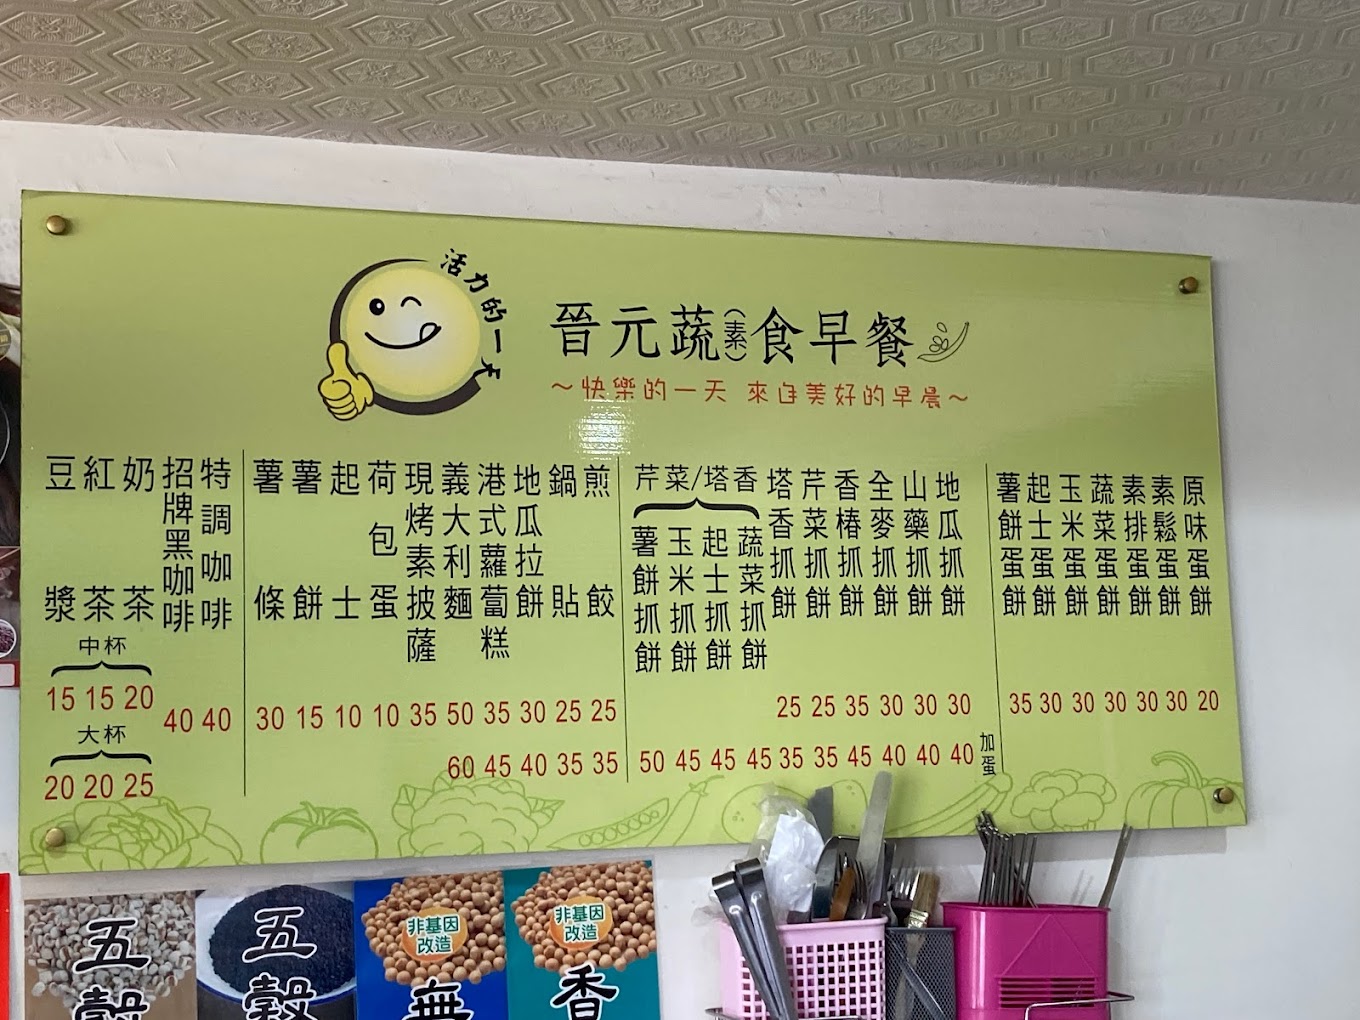 活力的一天
晉元蔬(素)食早餐
～快樂的一天 來自美好的早晨～
原味蛋餅 20
素鬆蛋餅 30
素排蛋餅 30
蔬菜蛋餅 30
玉米蛋餅 30
起士蛋餅 30
薯餅蛋餅 35
加蛋
地瓜抓餅 30 40
山藥抓餅 30 40
全麥抓餅 30 40
香椿抓餅 35 45
芹菜抓餅 25 35
塔香抓餅 25 35
芹菜/塔香
蔬菜抓餅 45
起士抓餅 45
玉米抓餅 45
薯餅抓餅 50
煎餃 25 35
鍋貼 25 35
地瓜拉餅 30 40
港式蘿蔔糕 35 45
義大利麵 50 60
現烤素披薩 35
荷包蛋 10
起士 10
薯餅 15
薯條 30
特調咖啡 40
招牌黑咖啡 40
奶茶
紅茶
豆漿
中杯
15 15 20
大杯
20 20 25
五穀
五穀
非基因
改造
無
非基因
改造
香